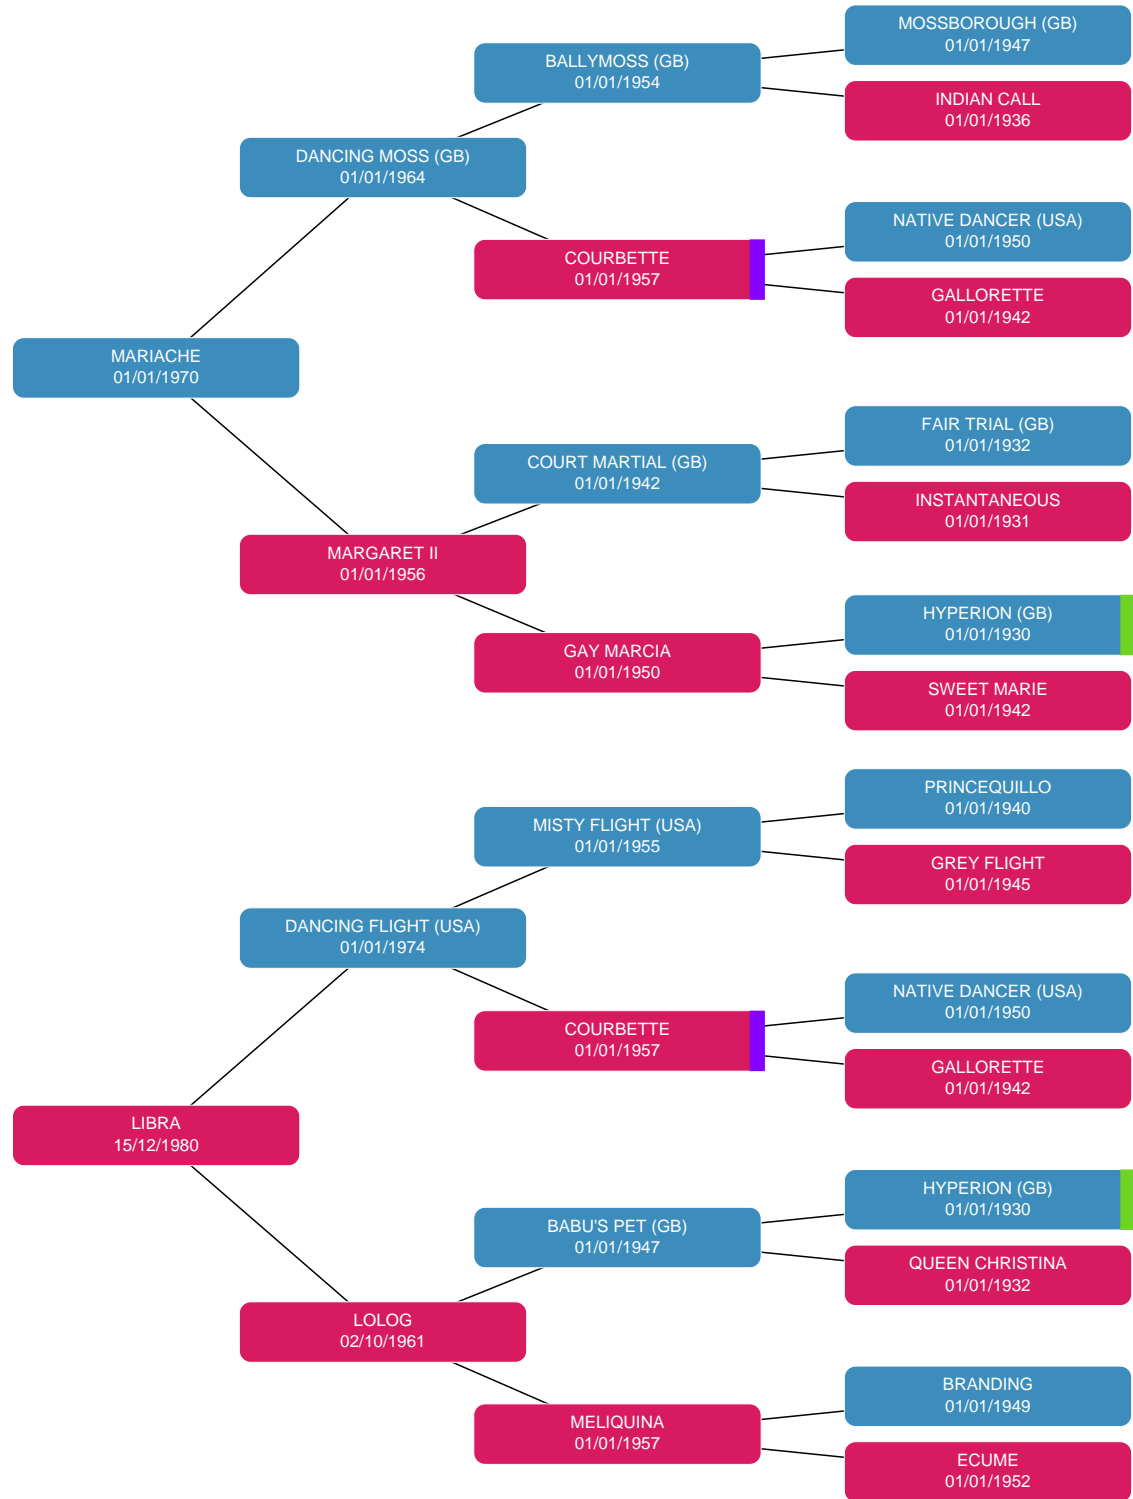 MOSSBOROUGH (GB)
01/01/1947
BALLYMOSS (GB)
01/01/1954
INDIAN CALL
01/01/1936
DANCING MOSS (GB)
01/01/1964
NATIVE DANCER (USA)
01/01/1950
COURBETTE
01/01/1957
GALLORETTE
01/01/1942
MARIACHE
01/01/1970
FAIR TRIAL (GB)
01/01/1932
COURT MARTIAL (GB)
01/01/1942
INSTANTANEOUS
01/01/1931
MARGARET II
01/01/1956
HYPERION (GB)
01/01/1930
GAY MARCIA
01/01/1950
SWEET MARIE
01/01/1942
PRINCEQUILLO
01/01/1940
MISTY FLIGHT (USA)
01/01/1955
GREY FLIGHT
01/01/1945
DANCING FLIGHT (USA)
01/01/1974
NATIVE DANCER (USA)
01/01/1950
COURBETTE
01/01/1957
GALLORETTE
01/01/1942
LIBRA
15/12/1980
HYPERION (GB)
01/01/1930
BABU'S PET (GB)
01/01/1947
QUEEN CHRISTINA
01/01/1932
LOLOG
02/10/1961
BRANDING
01/01/1949
MELIQUINA
01/01/1957
ECUME
01/01/1952